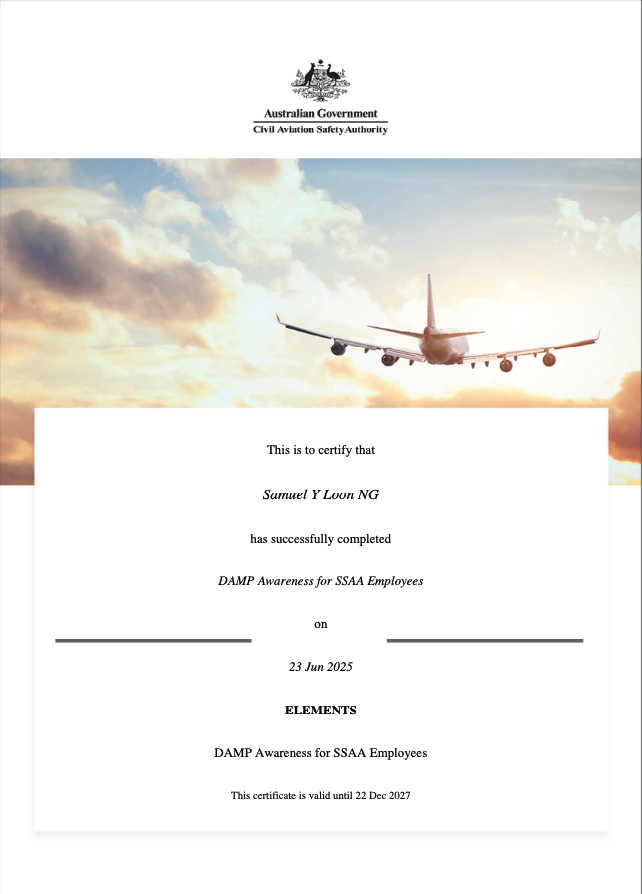 Australian Government
Civil Aviation Safety Authority
This is to certify that
Samuel Y Loon NG
has successfully completed
DAMP Awareness for SSAA Employees
on
23 Jun 2025
ELEMENTS
DAMP Awareness for SSAA Employees
This certificate is valid until 22 Dec 2027